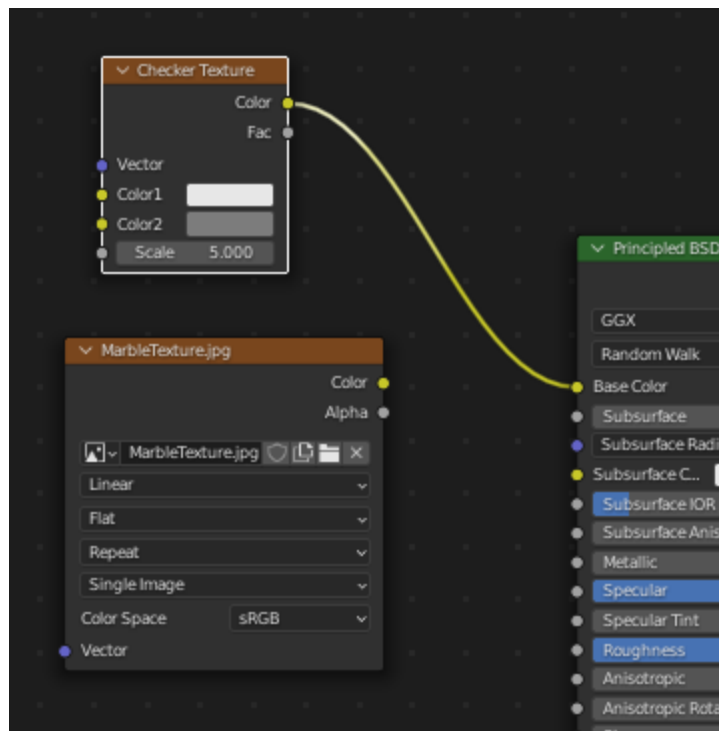 Checker Texture
Color
Fac
Vector
Color1
Color2
Scale 5.000
MarbleTexture.jpg
Color
Alpha
MarbleTexture.jpg
Linear
Flat
Repeat
Single Image
Color Space sRGB
Vector
Principled BSD
GGX
Random Walk
Base Color
Subsurface
Subsurface Radi
Subsurface C...
Subsurface IOR
Subsurface Anis
Metallic
Specular
Specular Tint
Roughness
Anisotropic
Anisotropic Rota